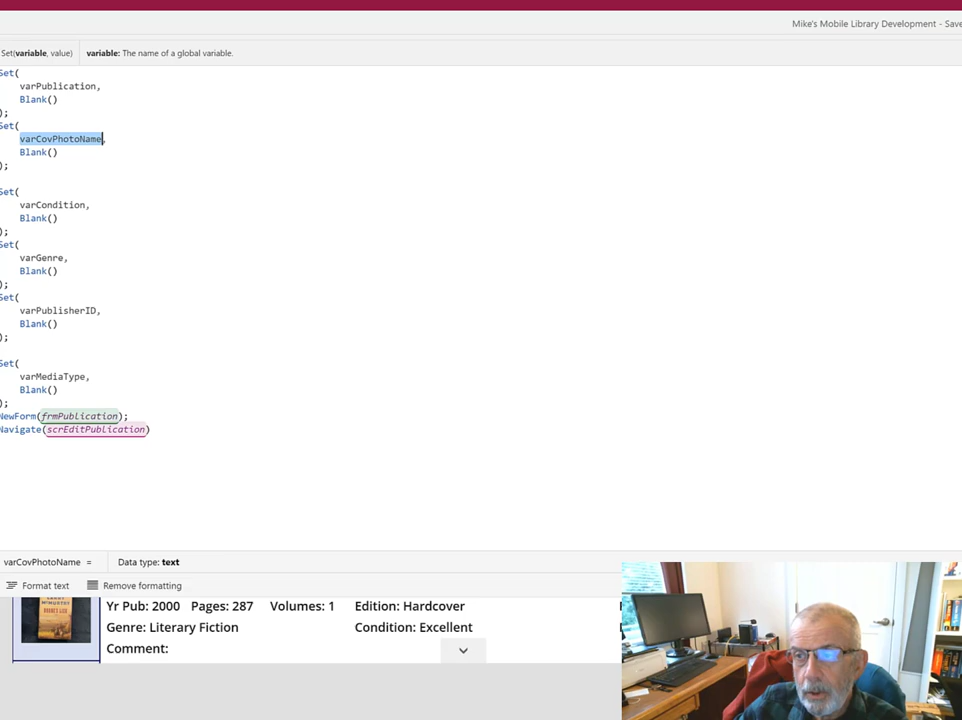 Mike's Mobile Library Development - Save
Set(variable, value) variable: The name of a global variable.
Set(
varPublication,
Blank()
);
Set(
varCovPhotoName,
Blank()
);
Set(
varCondition,
Blank()
);
Set(
varGenre,
Blank()
);
Set(
varPublisherID,
Blank()
);
Set(
varMediaType,
Blank()
);
NewForm(frmPublication);
Navigate(scrEditPublication)
varCovPhotoName = Data type: text
Format text Remove formatting
Yr Pub: 2000 Pages: 287 Volumes: 1 Edition: Hardcover
Genre: Literary Fiction Condition: Excellent
Comment: